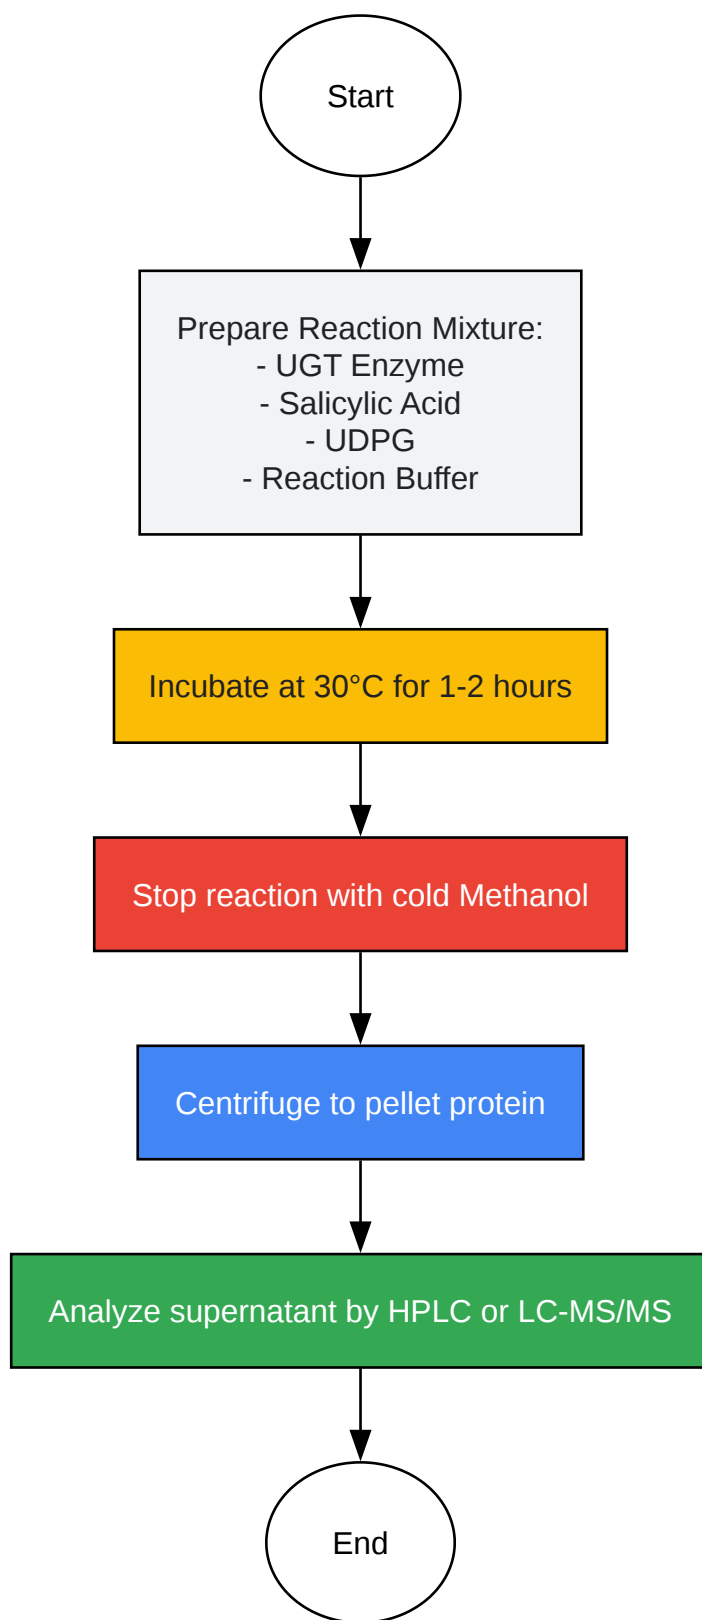 Start
Prepare Reaction Mixture:
- UGT Enzyme
- Salicylic Acid
- UDPG
- Reaction Buffer
Incubate at 30°C for 1-2 hours
Stop reaction with cold Methanol
Centrifuge to pellet protein
Analyze supernatant by HPLC or LC-MS/MS
End